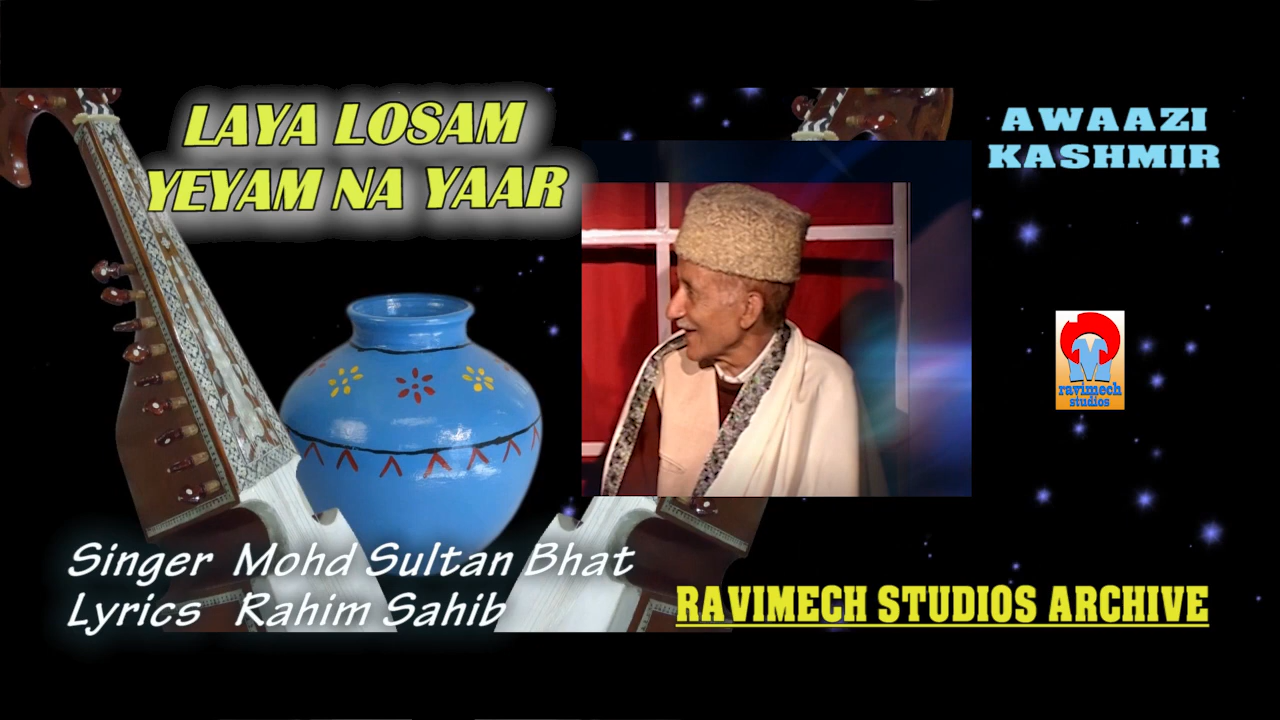 LAYA LOSAM
YEYAM NA YAAR
AWAAZI
KASHMIR
ravimech
studios
Singer Mohd Sultan Bhat
Lyrics Rahim Sahib
RAVIMECH STUDIOS ARCHIVE